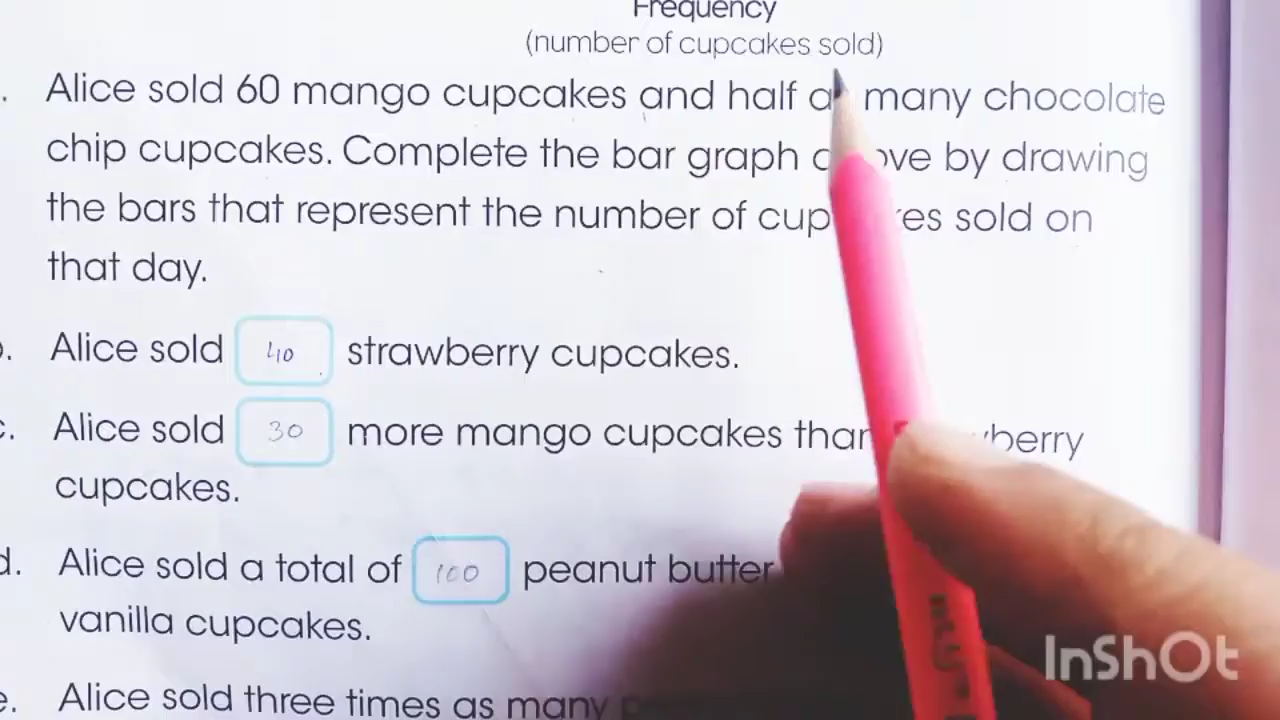 Frequency
(number of cupcakes sold)
Alice sold 60 mango cupcakes and half many chocolate
chip cupcakes. Complete the bar graph by drawing
the bars that represent the number of sold on
that day.
Alice sold 40 strawberry cupcakes.
c. Alice sold 30 more mango cupcakes than
cupcakes.
d. Alice sold a total of 100 peanut butter
vanilla cupcakes.
e. Alice sold three times as many
InShOt